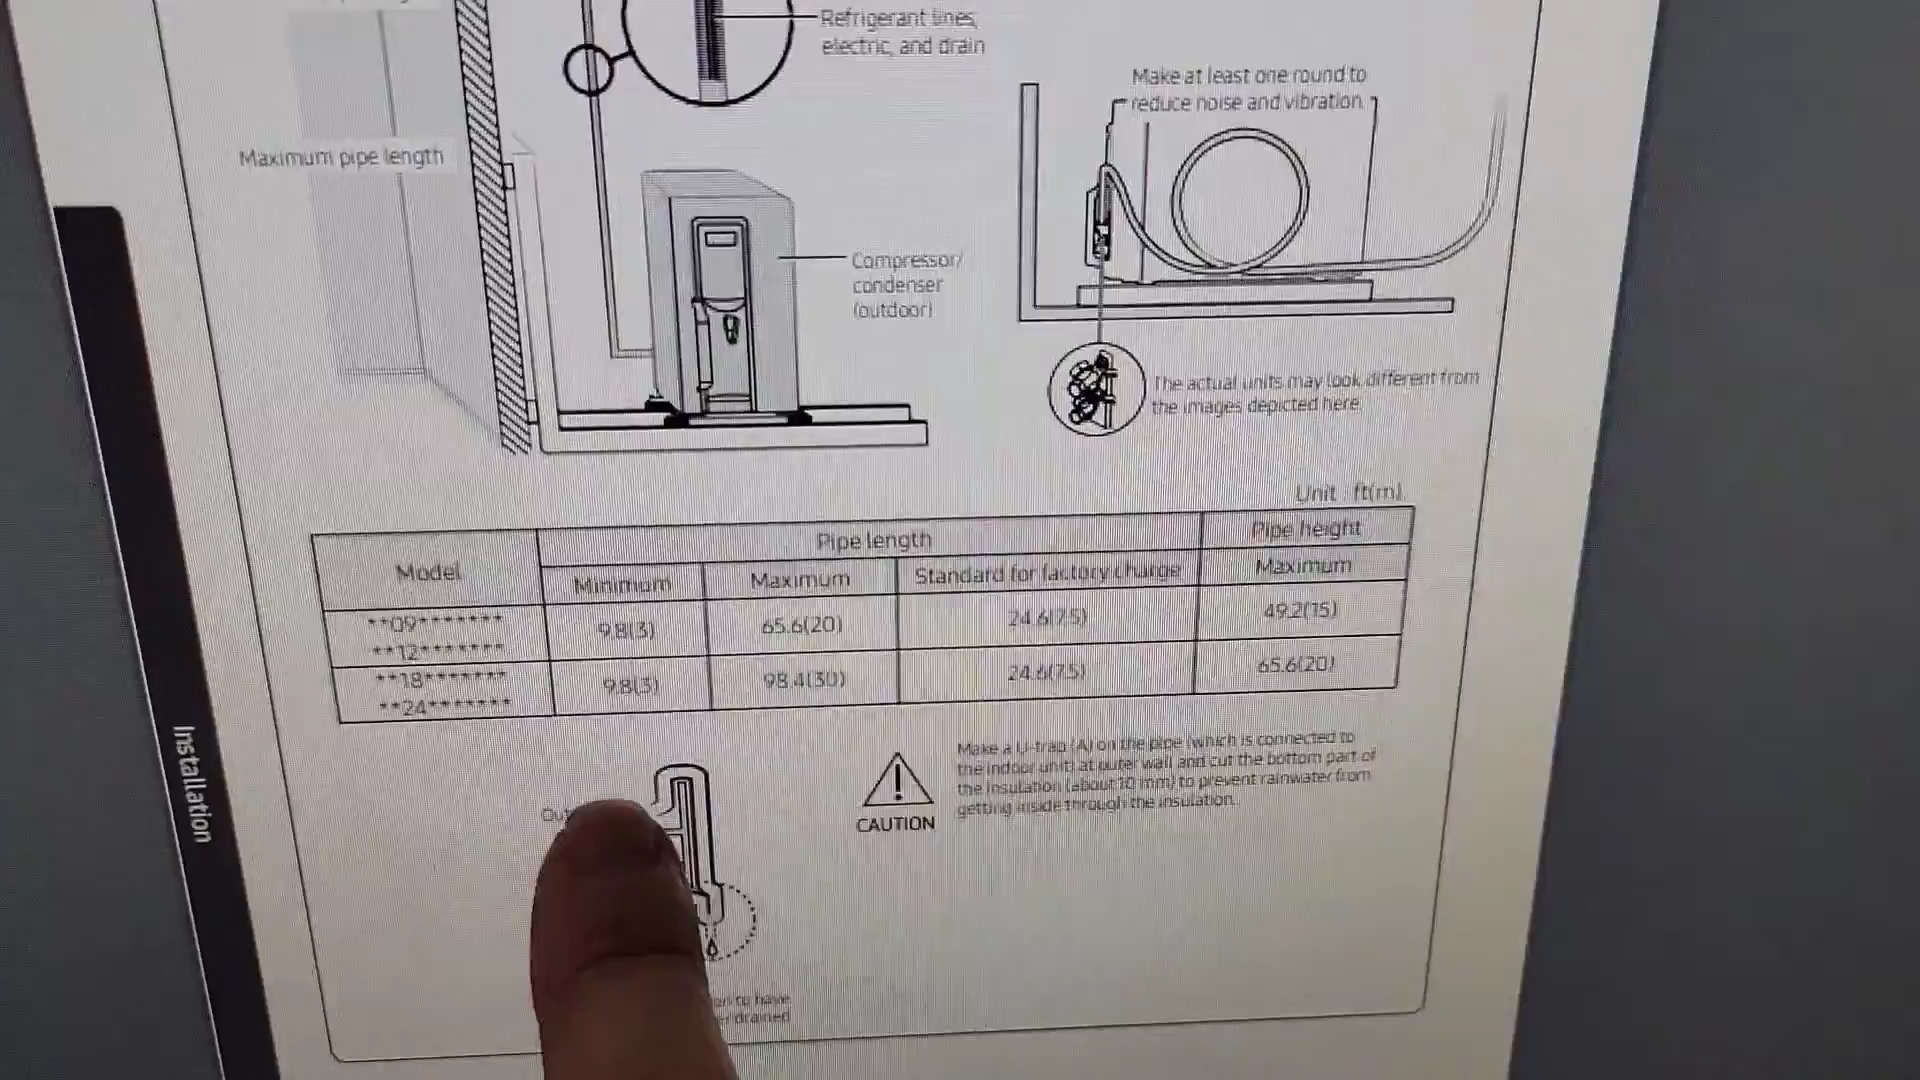 Refrigerant lines,
electric, and drain
Make at least one round to
reduce noise and vibration
Maximum pipe length
Compressor/
condenser
(outdoor)
The actual units may look different from
the images depicted here.
Unit : ft(m)
Model
Pipe length
Pipe height
Minimum
Maximum
Standard for factory charge
Maximum
**09*******
**12*******
9.8(3)
65.6(20)
24.6(7.5)
49.2(15)
**18*******
**24*******
9.8(3)
98.4(30)
24.6(7.5)
65.6(20)
Make a U-trap (A) on the pipe (which is connected to
the indoor unit) at outer wall and cut the bottom part of
the insulation (about 10 mm) to prevent rainwater from
getting inside through the insulation.
CAUTION
to have
drained
Installation